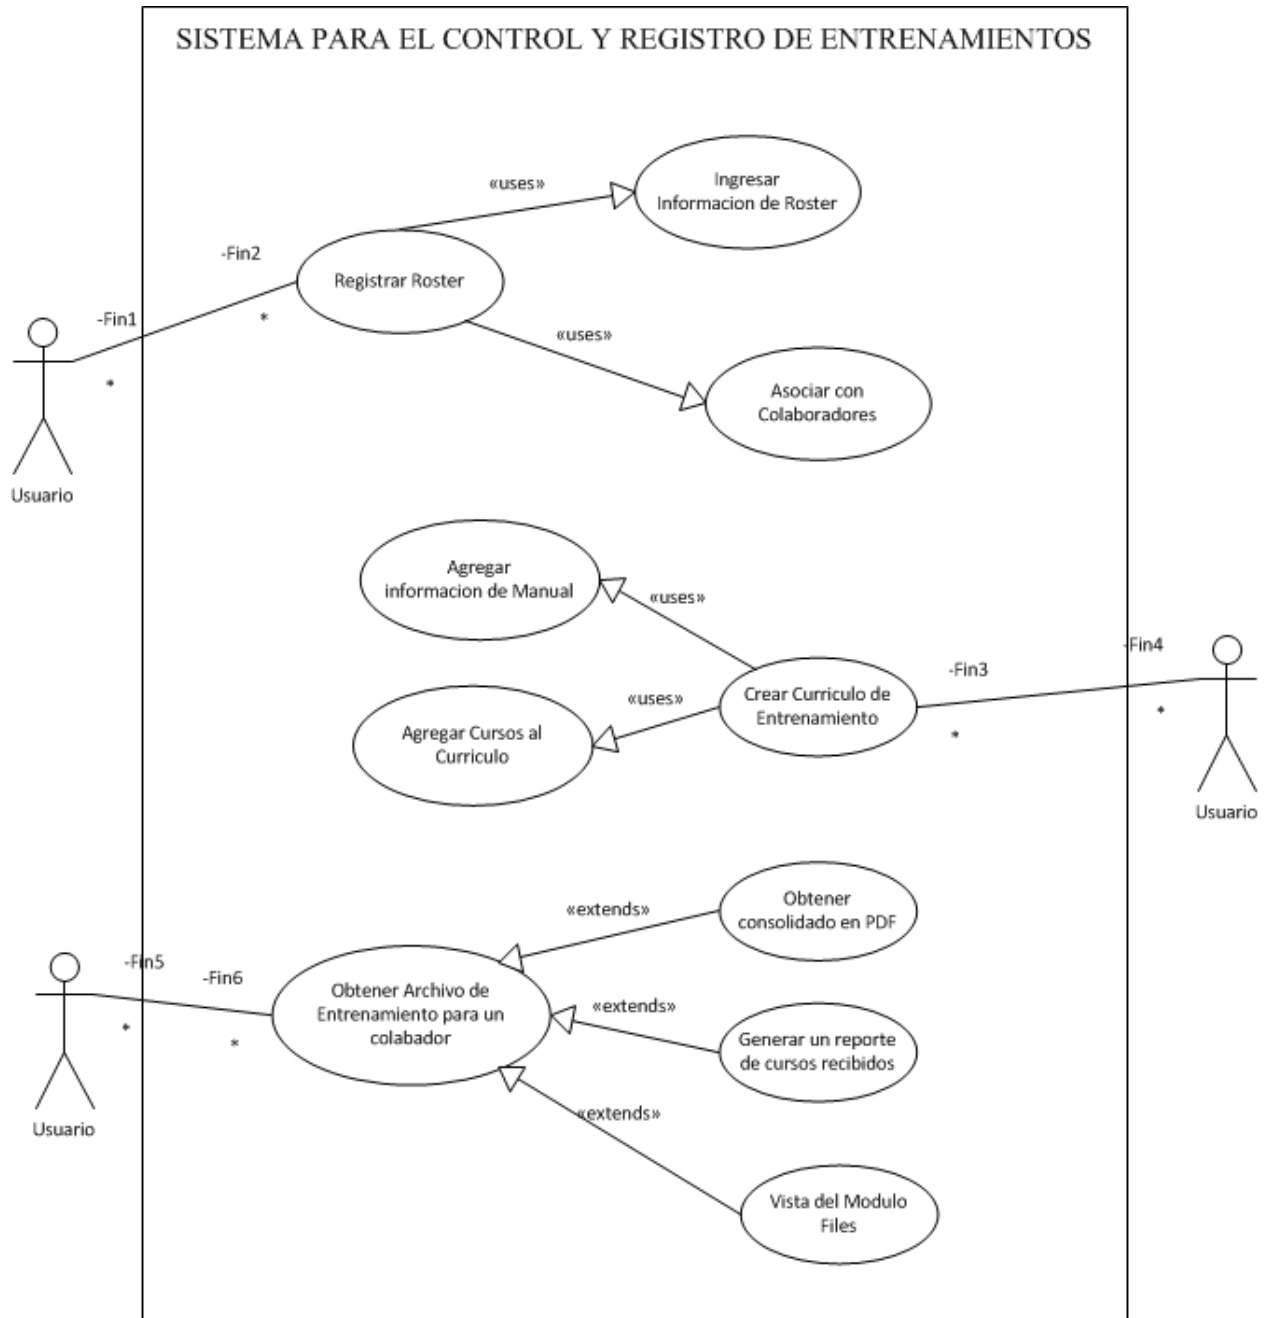 SISTEMA PARA EL CONTROL Y REGISTRO DE ENTRENAMIENTOS
«uses»
Ingresar
Informacion de Roster
-Fin2
Registrar Roster
-Fin1
*
*
«uses»
Asociar con
Colaboradores
Usuario
Agregar
informacion de Manual
«uses»
-Fin4
-Fin3
Crear Curriculo de
Entrenamiento
«uses»
*
*
Agregar Cursos al
Curriculo
Usuario
Obtener
consolidado en PDF
«extends»
-Fin5
-Fin6
Obtener Archivo de
Entrenamiento para un
colabador
«extends»
*
*
Generar un reporte
de cursos recibidos
«extends»
Usuario
Vista del Modulo
Files